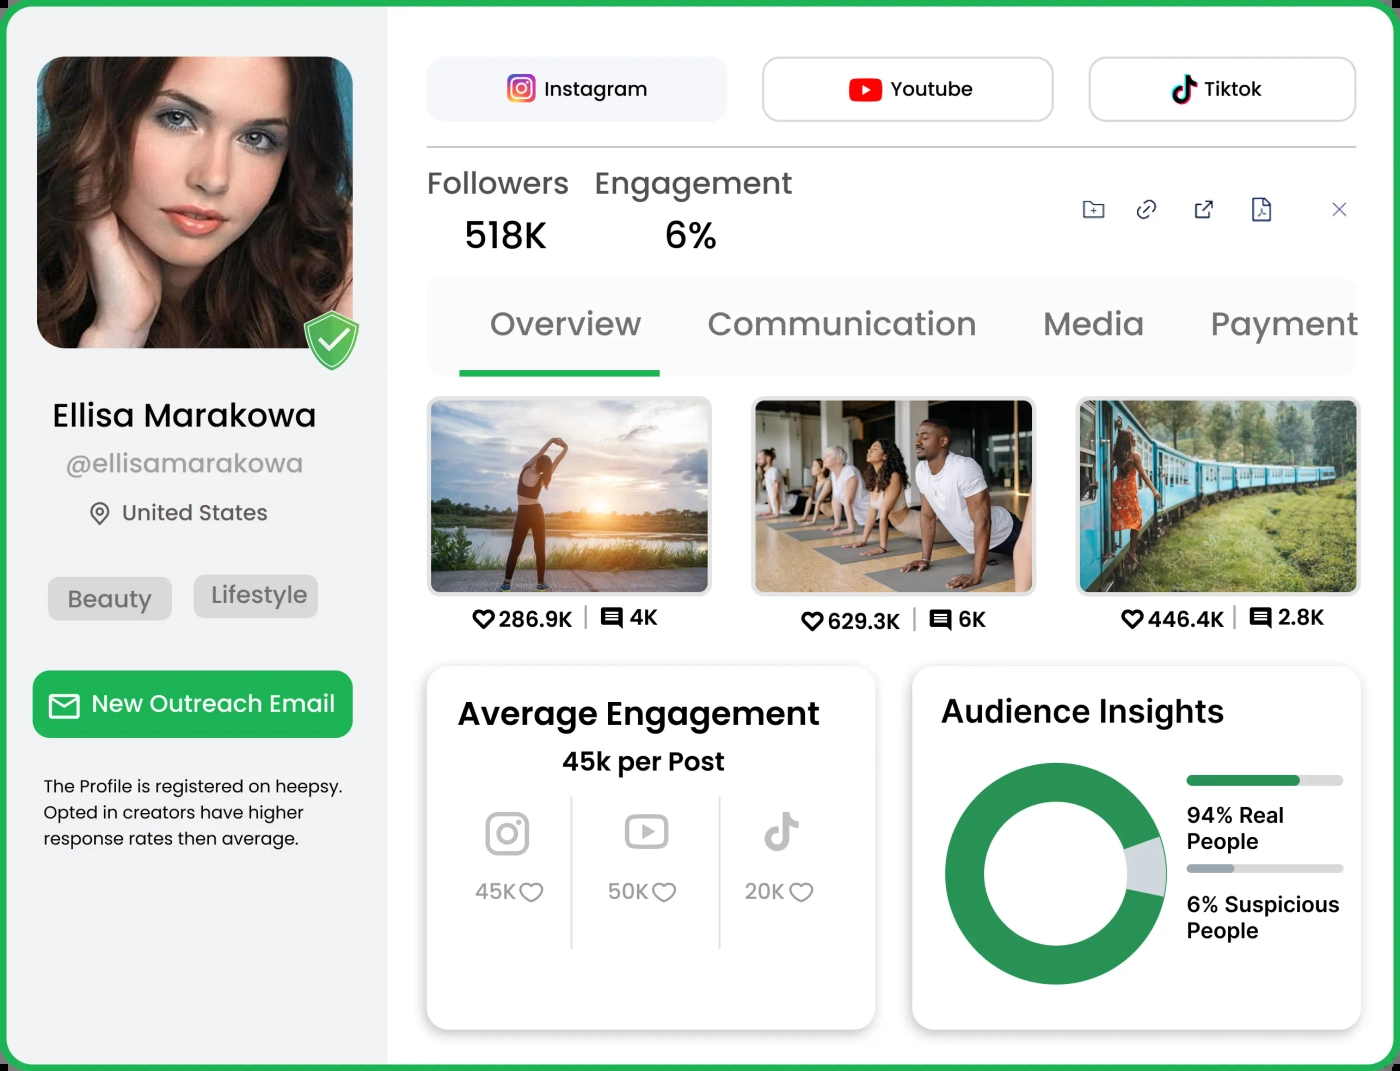 Instagram
Youtube
Tiktok
Followers
Engagement
518K
6%
Overview
Communication
Media
Payment
Ellisa Marakowa
@ellisamarakowa
United States
Beauty
Lifestyle
New Outreach Email
The Profile is registered on heepsy.
Opted in creators have higher
response rates then average.
286.9K
4K
629.3K
6K
446.4K
2.8K
Average Engagement
45k per Post
45K
50K
20K
Audience Insights
94% Real
People
6% Suspicious
People